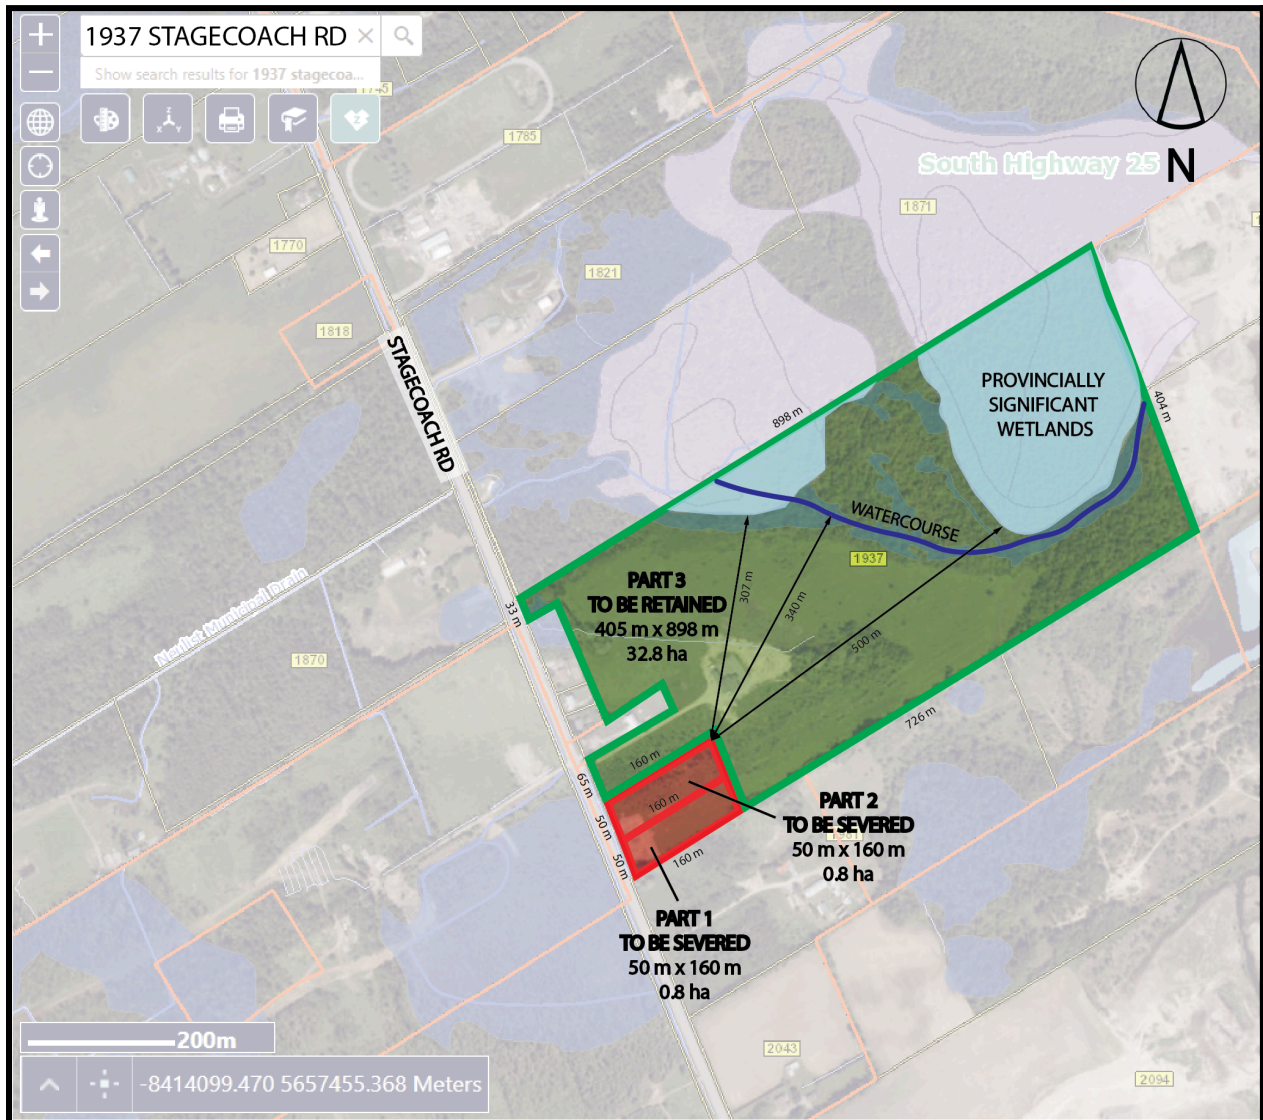 1937 STAGECOACH RD
Show search results for 1937 stagecoa...
1745
1785
South Highway 25
N
1871
1770
1821
1818
STAGECOACH RD
PROVINCIALLY
SIGNIFICANT
WETLANDS
898 m
404 m
WATERCOURSE
1937
PART 3
TO BE RETAINED
405 m x 898 m
32.8 ha
307 m
340 m
500 m
33 m
Municipal Drain
1870
726 m
160 m
65 m
160 m
50 m
50 m
160 m
PART 2
TO BE SEVERED
50 m x 160 m
0.8 ha
1981
PART 1
TO BE SEVERED
50 m x 160 m
0.8 ha
200m
2043
2094
-8414099.470 5657455.368 Meters